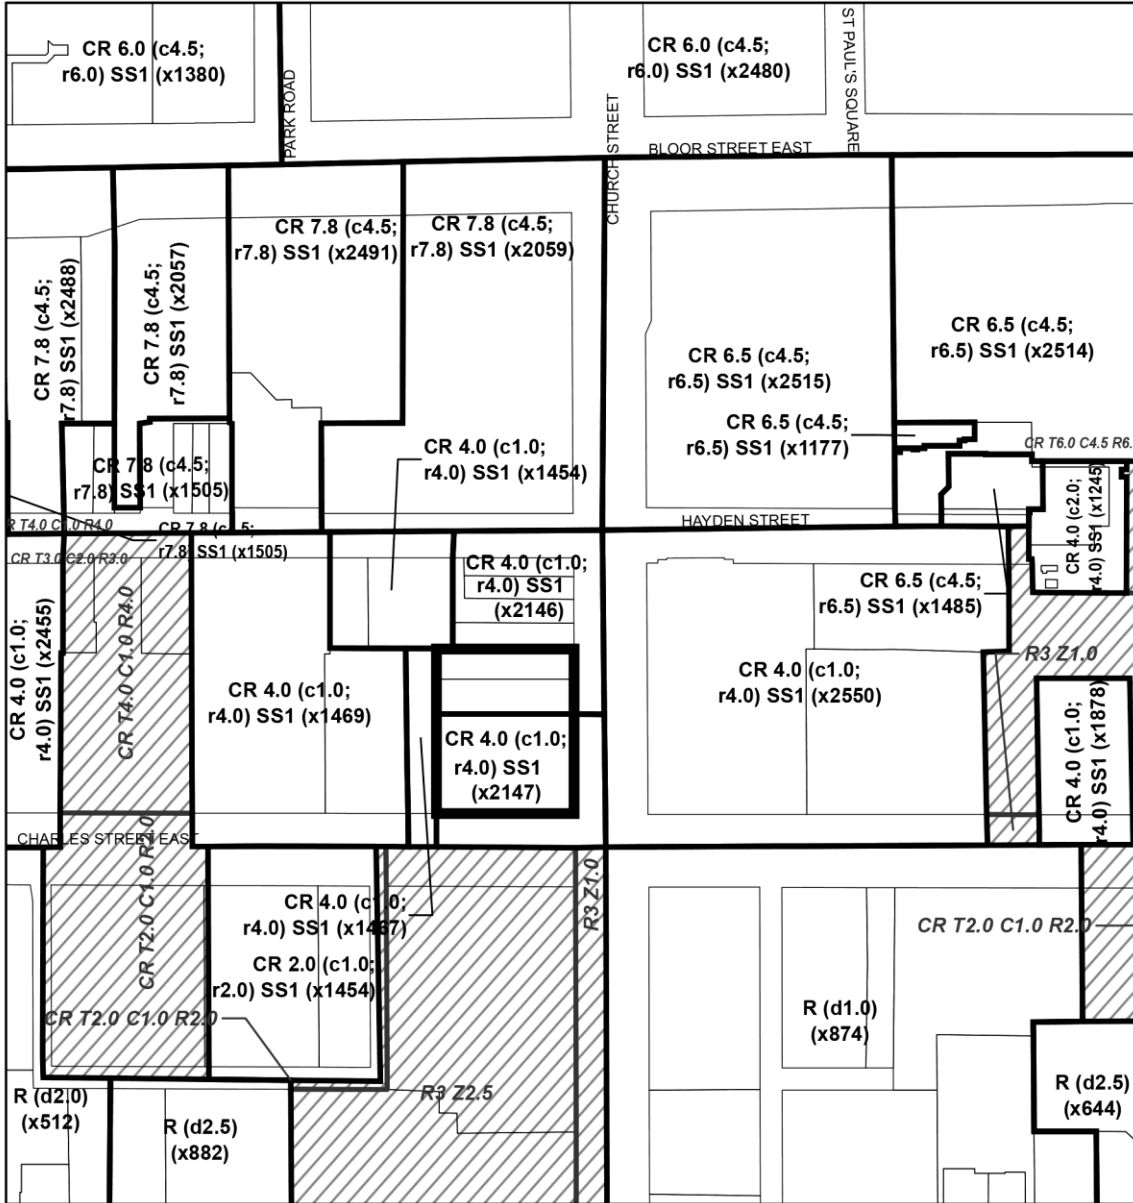 CR 6.0 (c4.5;
r6.0) SS1 (x1380)
CR 6.0 (c4.5;
r6.0) SS1 (x2480)
PARK ROAD
CHURCH STREET
ST PAUL'S SQUARE
BLOOR STREET EAST
CR 7.8 (c4.5;
r7.8) SS1 (x2488)
CR 7.8 (c4.5;
r7.8) SS1 (x2057)
CR 7.8 (c4.5;
r7.8) SS1 (x2491)
CR 7.8 (c4.5;
r7.8) SS1 (x2059)
CR 6.5 (c4.5;
r6.5) SS1 (x2515)
CR 6.5 (c4.5;
r6.5) SS1 (x2514)
CR 6.5 (c4.5;
r6.5) SS1 (x1177)
CR T6.0 C4.5 R6.
CR 7.8 (c4.5;
r7.8) SS1 (x1505)
CR 4.0 (c1.0;
r4.0) SS1 (x1454)
CR 4.0 (c2.0;
r4.0) SS1 (x1245)
HAYDEN STREET
R T4.0 C1.0 R4.0
CR 7.8 (c4.5;
r7.8) SS1 (x1505)
CR T3.0 C2.0 R3.0
CR 4.0 (c1.0;
r4.0) SS1
(x2146)
CR 6.5 (c4.5;
r6.5) SS1 (x1485)
CR 4.0 (c1.0;
r4.0) SS1 (x2455)
CR T4.0 C1.0 R4.0
CR 4.0 (c1.0;
r4.0) SS1 (x1469)
CR 4.0 (c1.0;
r4.0) SS1 (x2550)
R3 Z1.0
CR 4.0 (c1.0;
r4.0) SS1
(x2147)
CR 4.0 (c1.0;
r4.0) SS1 (x1878)
CHARLES STREET EAST
CR T2.0 C1.0 R2.0
CR 4.0 (c1.0;
r4.0) SS1 (x1467)
R3 Z1.0
CR T2.0 C1.0 R2.0
CR 2.0 (c1.0;
r2.0) SS1 (x1454)
CR T2.0 C1.0 R2.0
R (d1.0)
(x874)
R (d2.0)
(x512)
R3 Z2.5
R (d2.5)
(x644)
R (d2.5)
(x882)